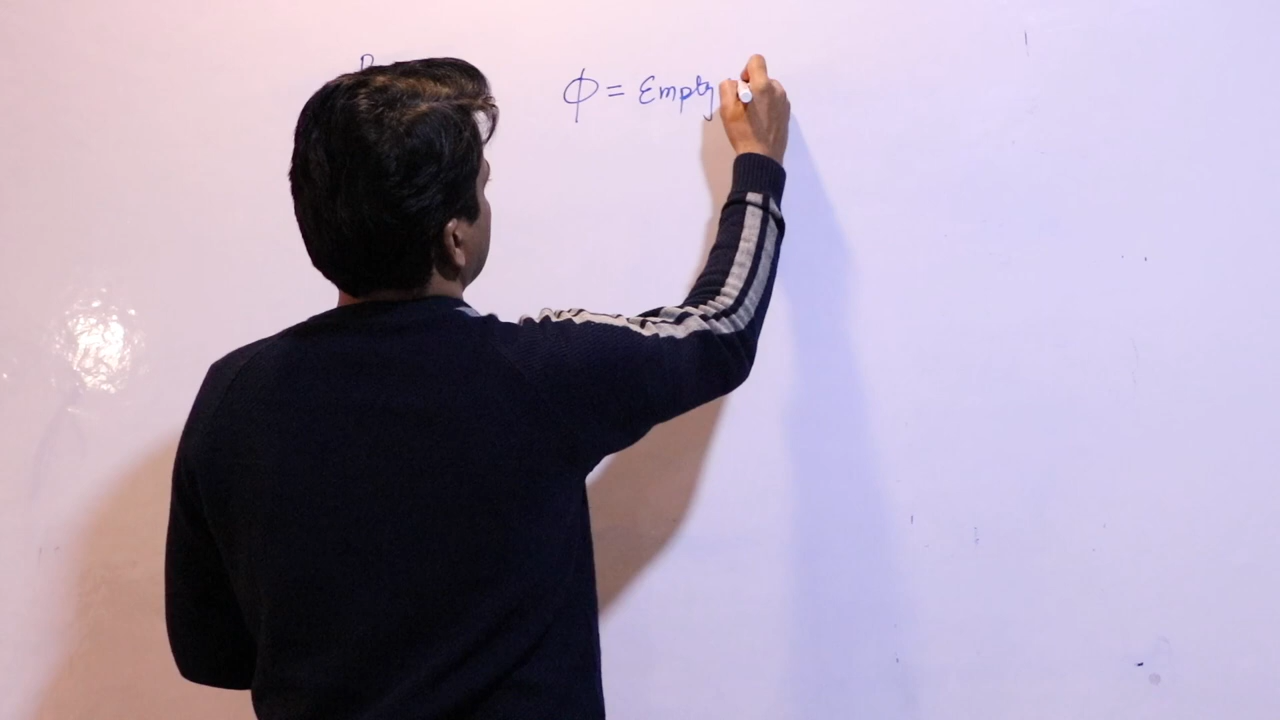 ϕ = Empty